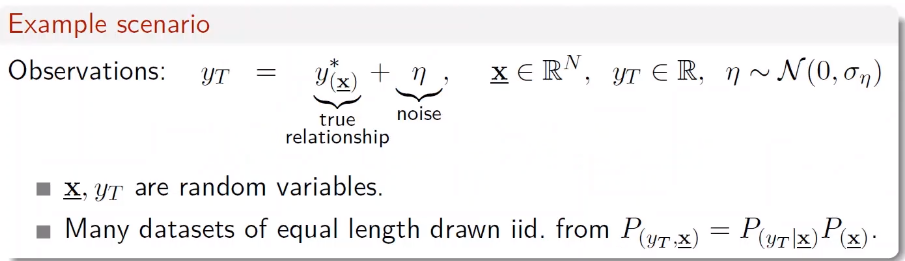 Example scenario
Observations: y_T = y*_(x̲) + η, x̲ ∈ ℝ^N, y_T ∈ ℝ, η ∼ 𝒩(0, σ_η)
true noise
relationship
x̲, y_T are random variables.
Many datasets of equal length drawn iid. from P_(y_T,x̲) = P_(y_T|x̲)P_(x̲).